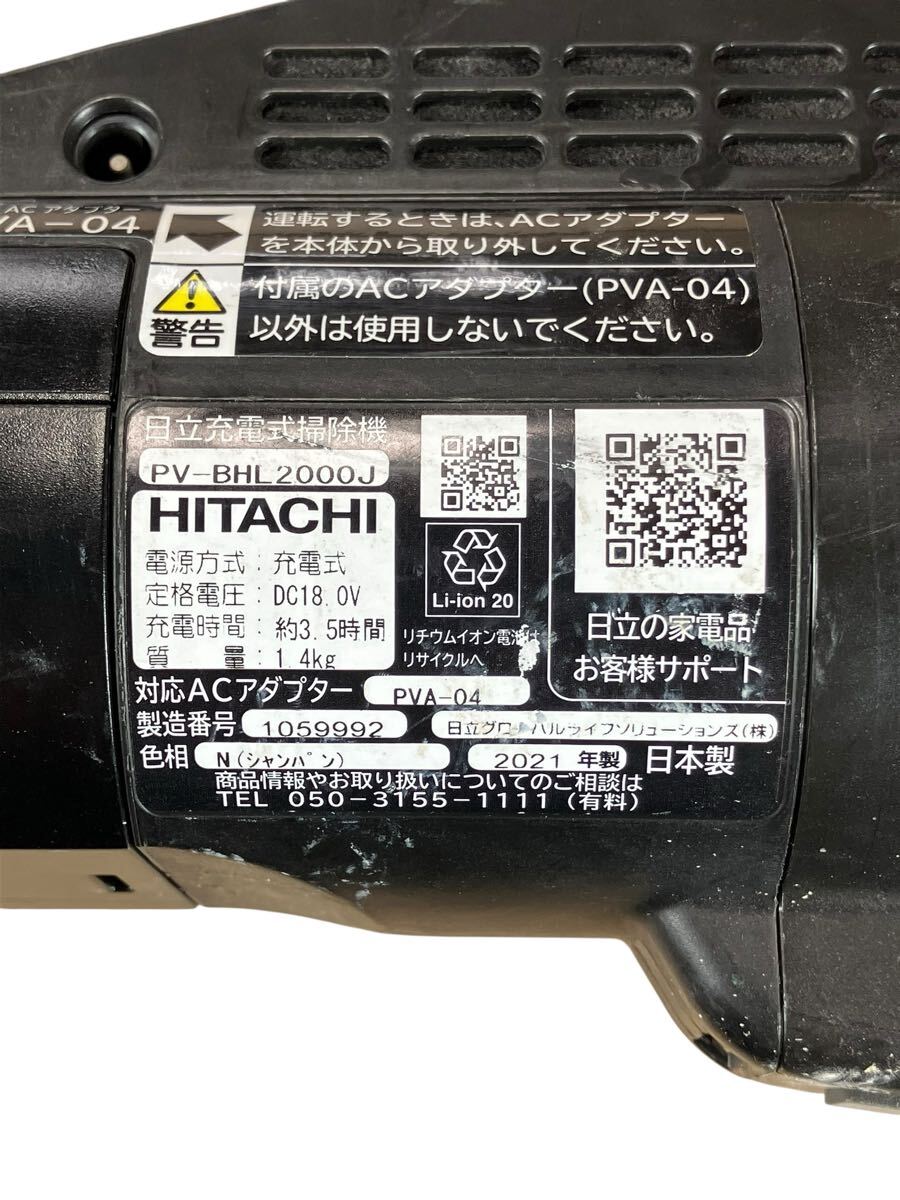 AC アダプター
VA-04
運転するときは、ACアダプター
を本体から取り外してください。
警告
付属のACアダプター(PVA-04)
以外は使用しないでください。
日立充電式掃除機
PV-BHL2000J
HITACHI
電源方式:充電式
定格電圧:DC18.0V
充電時間:約3.5時間
質 量:1.4kg
Li-ion 20
リチウムイオン電池は
リサイクルへ
日立の家電品
お客様サポート
対応ACアダプター PVA-04
製造番号 1059992 日立グローバルライフソリューションズ(株)
色相 N(シャンパン) 2021 年製 日本製
商品情報やお取り扱いについてのご相談は
TEL 050-3155-1111(有料)